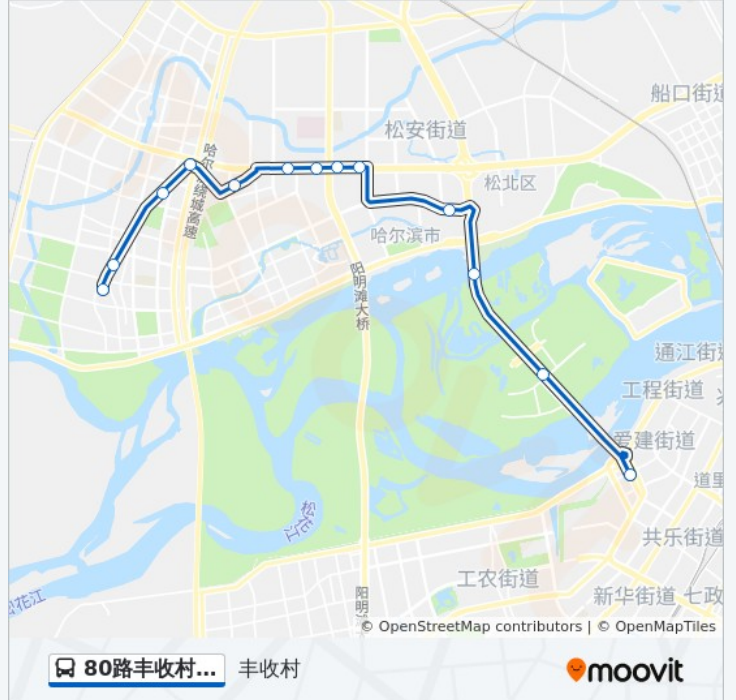 船口街道
松安街道
哈尔滨绕城高速
松北区
哈尔滨市
阳明滩大桥
通江街道
工程街道
爱建街道
道里
松花江
共乐街道
工农街道
阳明滩
新华街道
七政
松花江
© OpenStreetMap contributors | © OpenMapTiles
80路丰收村...
丰收村
moovit